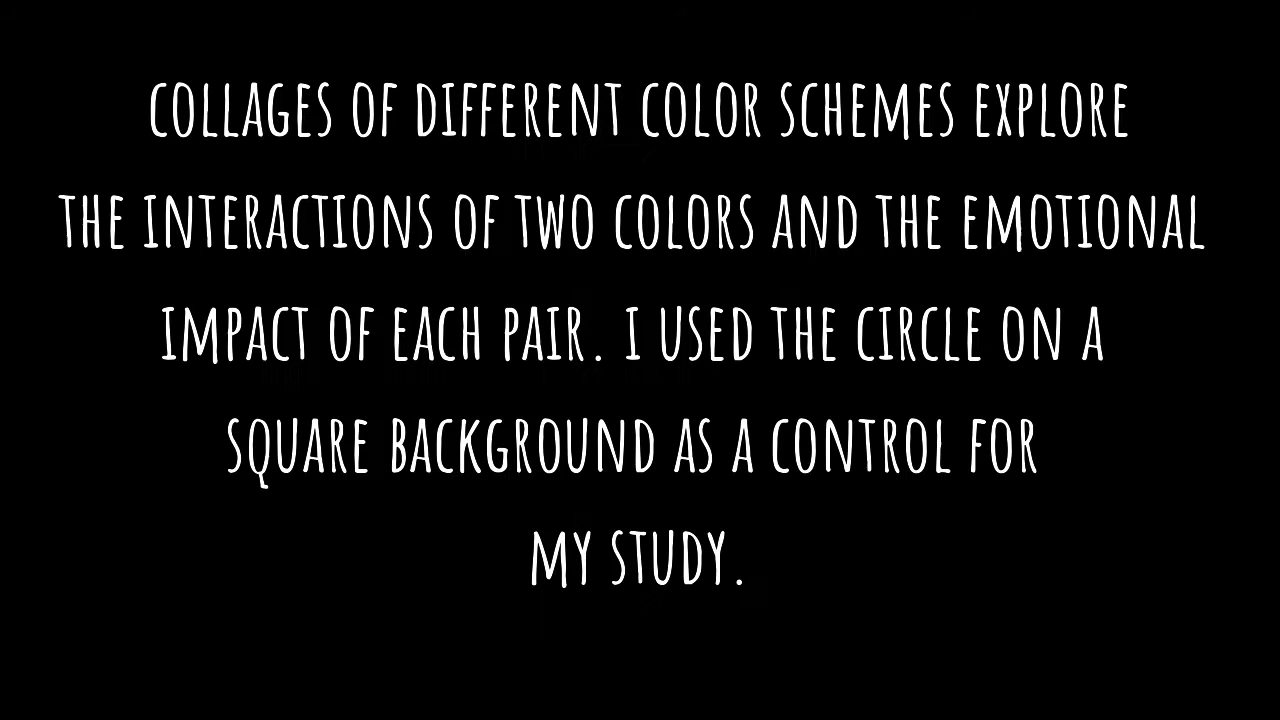 COLLAGES OF DIFFERENT COLOR SCHEMES EXPLORE
THE INTERACTIONS OF TWO COLORS AND THE EMOTIONAL
IMPACT OF EACH PAIR. I USED THE CIRCLE ON A
SQUARE BACKGROUND AS A CONTROL FOR
MY STUDY.